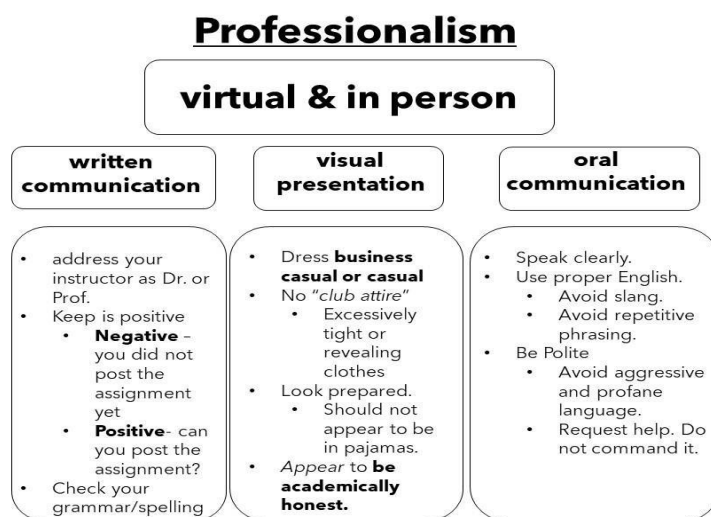 Professionalism
virtual & in person
written
communication
visual
presentation
oral
communication
• address your
instructor as Dr. or
Prof.
• Keep is positive
• Negative –
you did not
post the
assignment
yet
• Positive- can
you post the
assignment?
• Check your
grammar/spelling
• Dress business
casual or casual
• No “club attire”
• Excessively
tight or
revealing
clothes
• Look prepared.
• Should not
appear to be
in pajamas.
• Appear to be
academically
honest.
• Speak clearly.
• Use proper English.
• Avoid slang.
• Avoid repetitive
phrasing.
• Be Polite
• Avoid aggressive
and profane
language.
• Request help. Do
not command it.